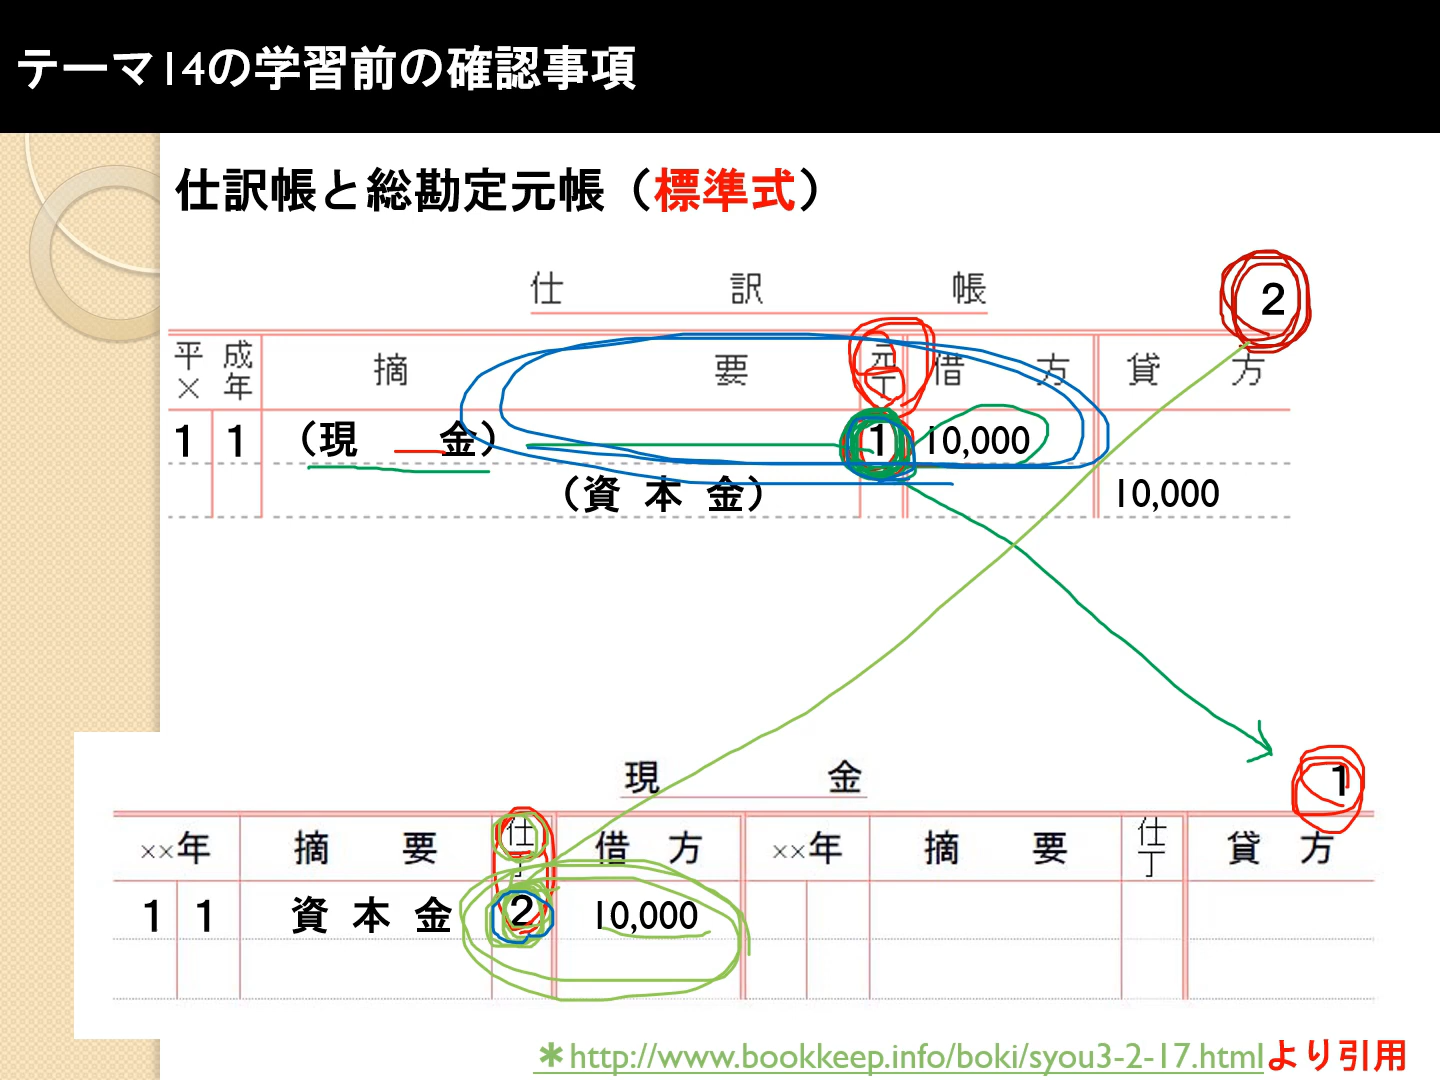 テーマ14の学習前の確認事項
仕訳帳と総勘定元帳（標準式）
仕 訳 帳 2
平成×年 摘 要 元丁 借 方 貸 方
1 1 （現 金） 1 10,000
（資 本 金） 10,000
現 金 1
××年 摘 要 仕丁 借 方 ××年 摘 要 仕丁 貸 方
1 1 資 本 金 2 10,000
＊http://www.bookkeep.info/boki/syou3-2-17.htmlより引用